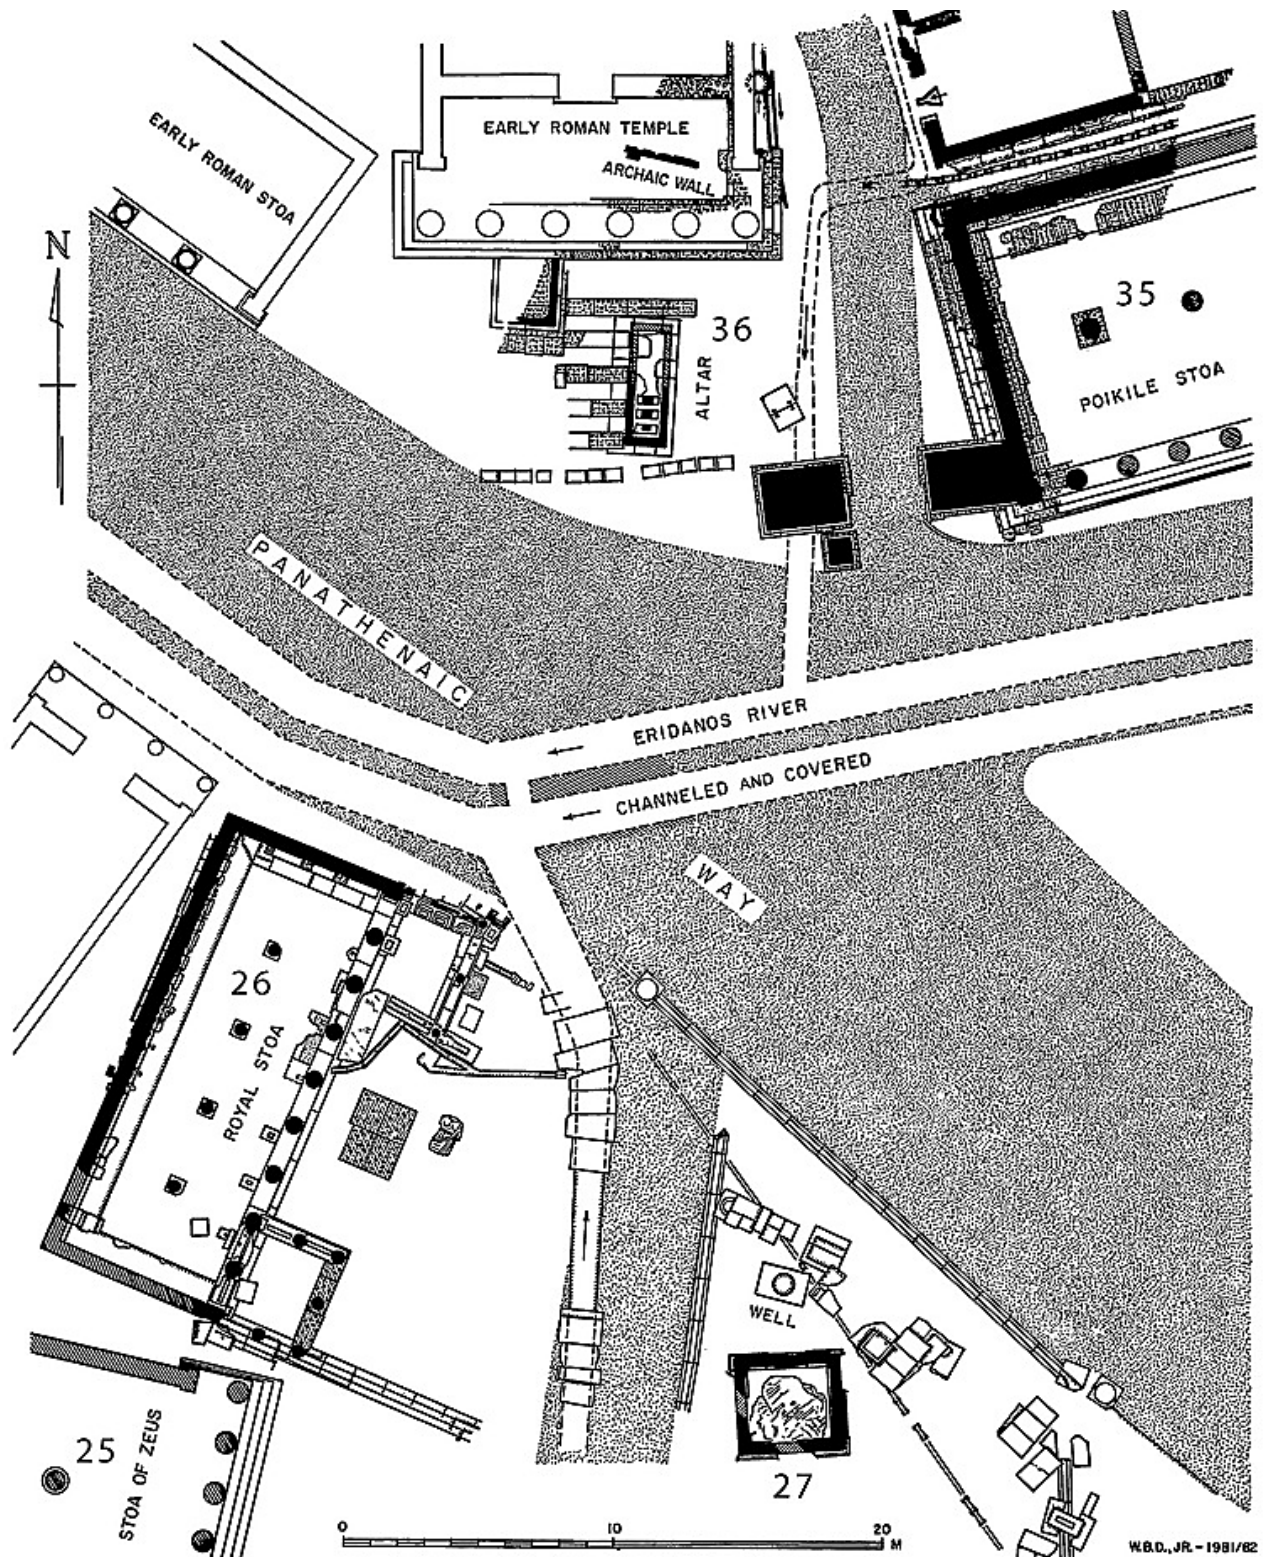 EARLY ROMAN STOA
EARLY ROMAN TEMPLE
ARCHAIC WALL
N
36
ALTAR
35
POIKILE STOA
PANATHENAIC
ERIDANOS RIVER
CHANNELED AND COVERED
WAY
26
ROYAL STOA
WELL
25
STOA OF ZEUS
27
0 10 20 M
W.B.D., JR. - 1981/82